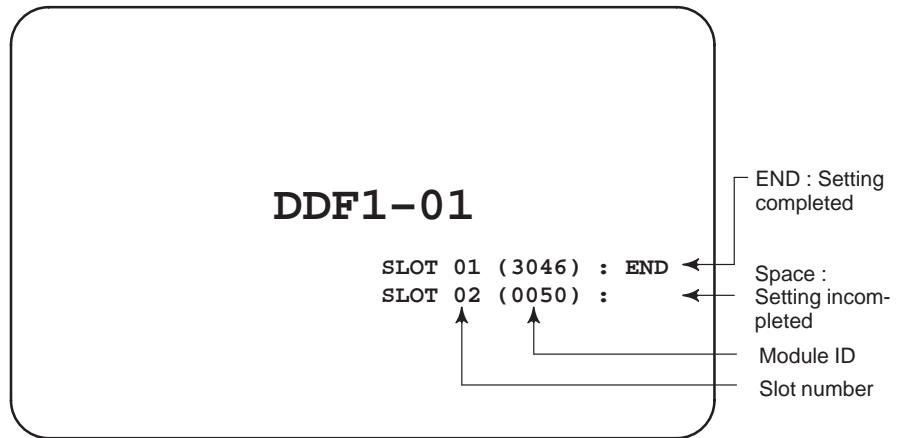 DDF1-01
SLOT 01 (3046) : END
SLOT 02 (0050) :
END : Setting
completed
Space :
Setting incom-
pleted
Module ID
Slot number